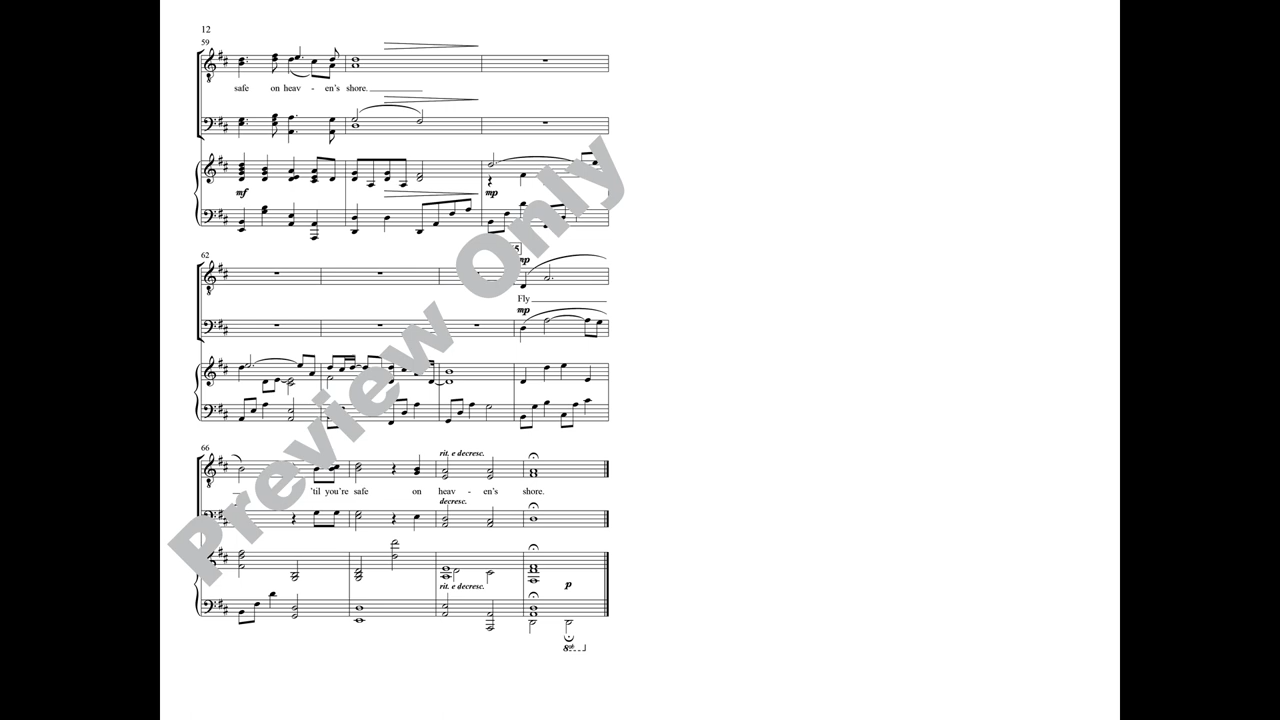 12
59
safe on heav - en's shore.
mf
mp
62
5
mp
Fly
mp
66
rit. e decresc.
'til you're safe on heav - en's shore.
decresc.
rit. e decresc.
p
8vb
Preview Only